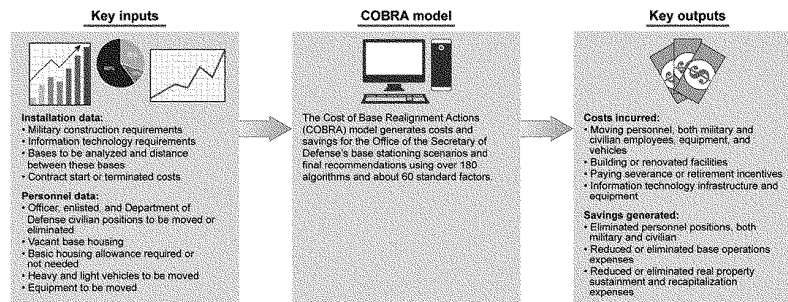 Key inputs
Installation data:
• Military construction requirements
• Information technology requirements
• Bases to be analyzed and distance
between these bases
• Contract start or terminated costs
Personnel data:
• Officer, enlisted, and Department of
Defense civilian positions to be moved or
eliminated
• Vacant base housing
• Basic housing allowance required or
not needed
• Heavy and light vehicles to be moved
• Equipment to be moved
COBRA model
The Cost of Base Realignment Actions
(COBRA) model generates costs and
savings for the Office of the Secretary of
Defense's base stationing scenarios and
final recommendations using over 180
algorithms and about 60 standard factors.
Key outputs
Costs incurred:
• Moving personnel, both military and
civilian employees, equipment, and
vehicles
• Building or renovated facilities
• Paying severance or retirement incentives
• Information technology infrastructure and
equipment
Savings generated:
• Eliminated personnel positions, both
military and civilian
• Reduced or eliminated base operations
expenses
• Reduced or eliminated real property
sustainment and recapitalization
expenses